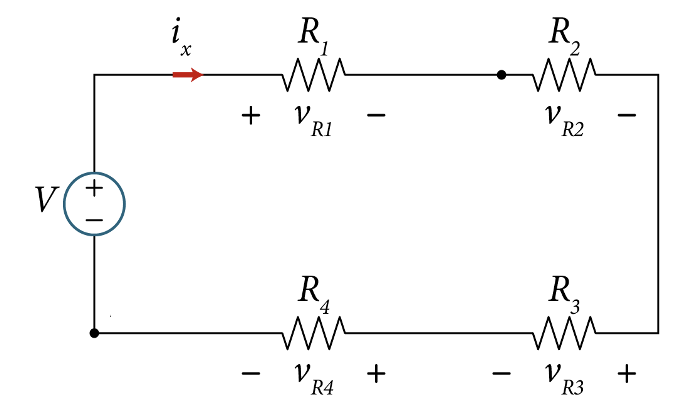 i_x R_1 R_2
+ v_R1 − v_R2 −
V + −
R_4 R_3
− v_R4 + − v_R3 +